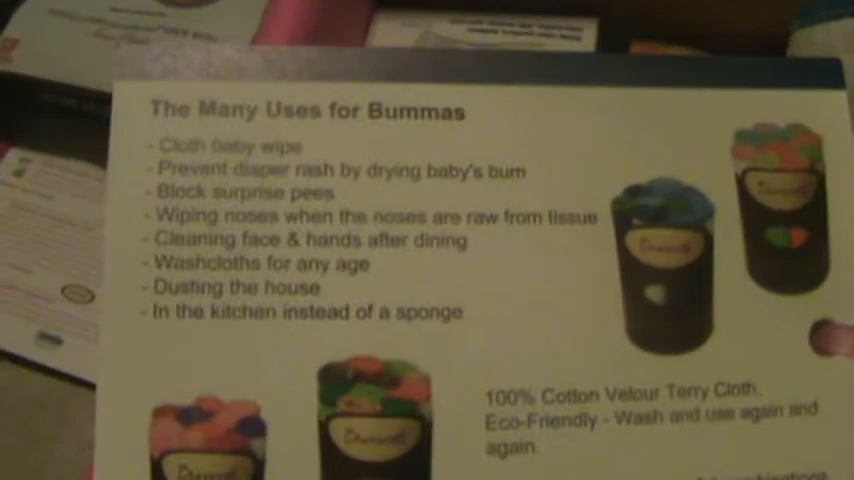 The Many Uses for Bummas
- Cloth baby wipe
- Prevent diaper rash by drying baby's bum
- Block surprise pees
- Wiping noses when the noses are raw from tissue
- Cleaning face & hands after dining
- Washcloths for any age
- Dusting the house
- In the kitchen instead of a sponge
100% Cotton Velour Terry Cloth.
Eco-Friendly - Wash and use again and
again.